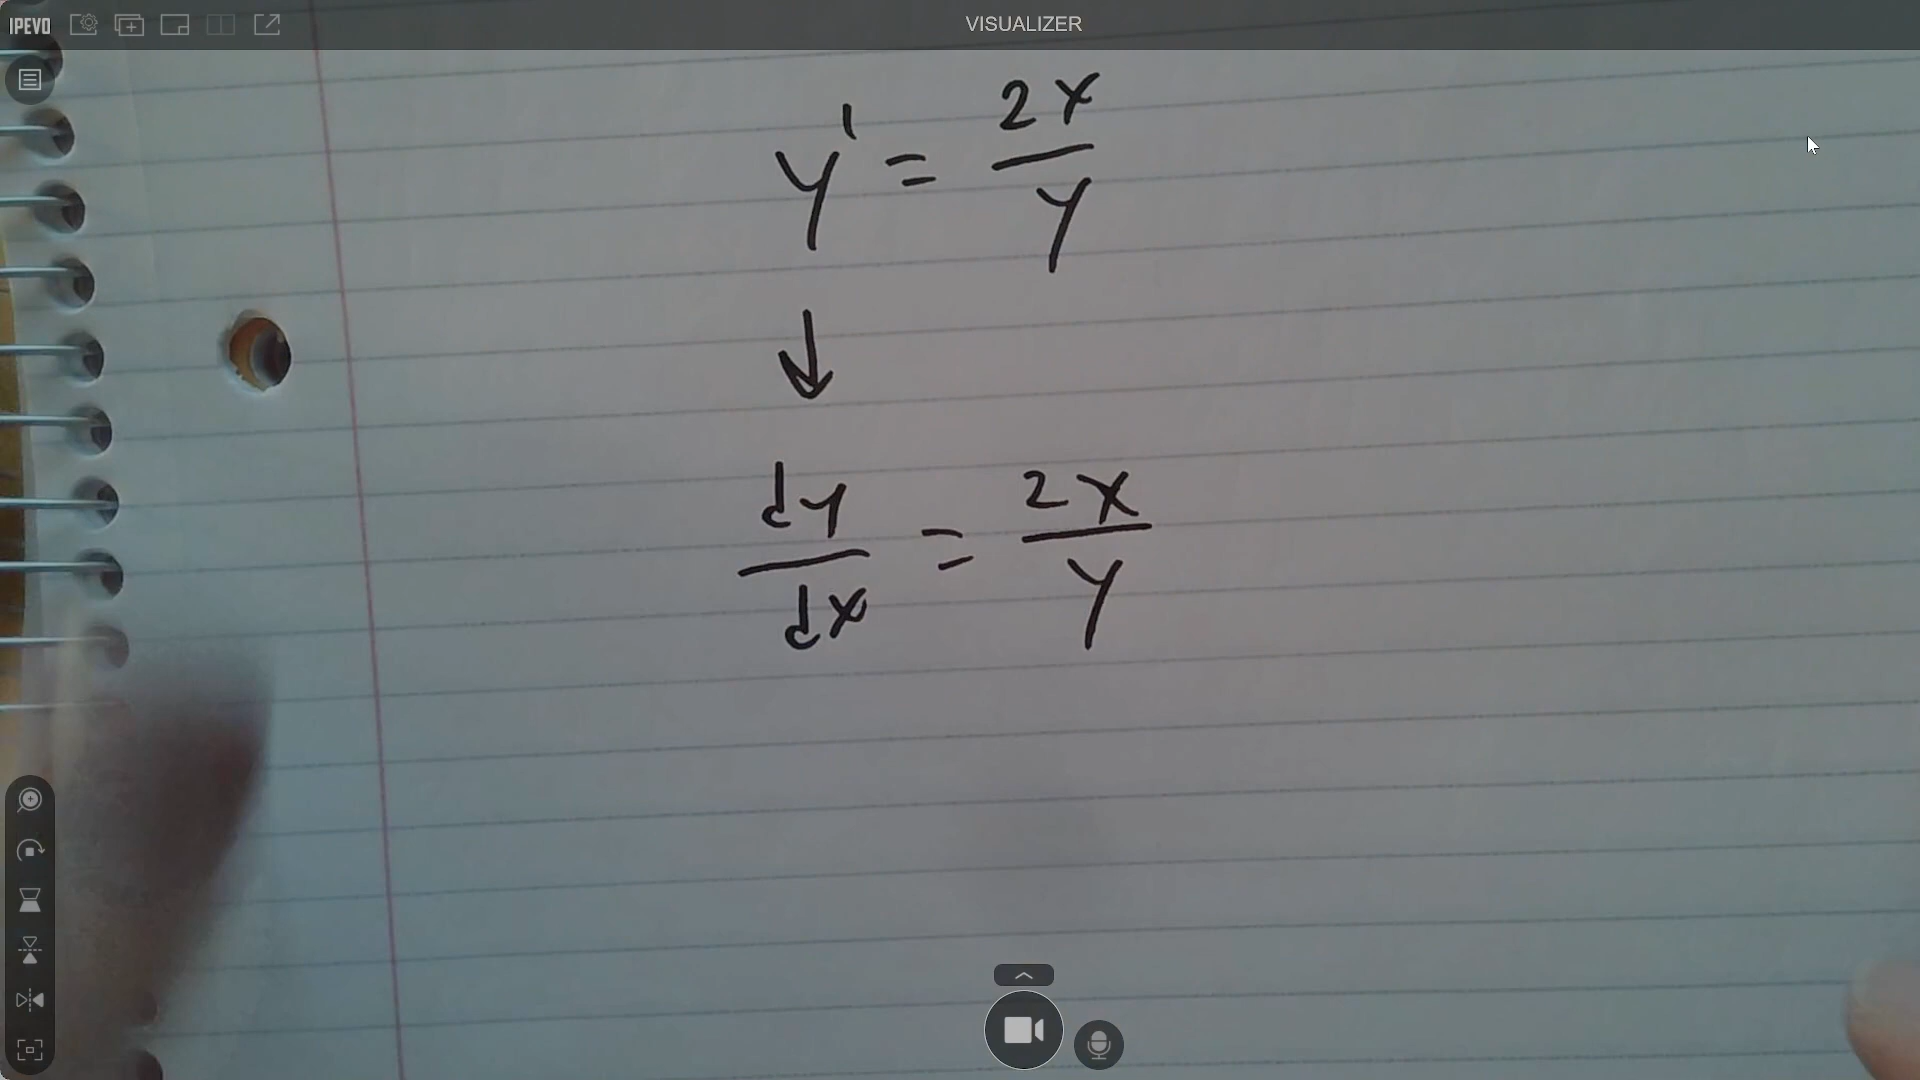 IPEVO
VISUALIZER
y' = 2x/y
↓
dy/dx = 2x/y